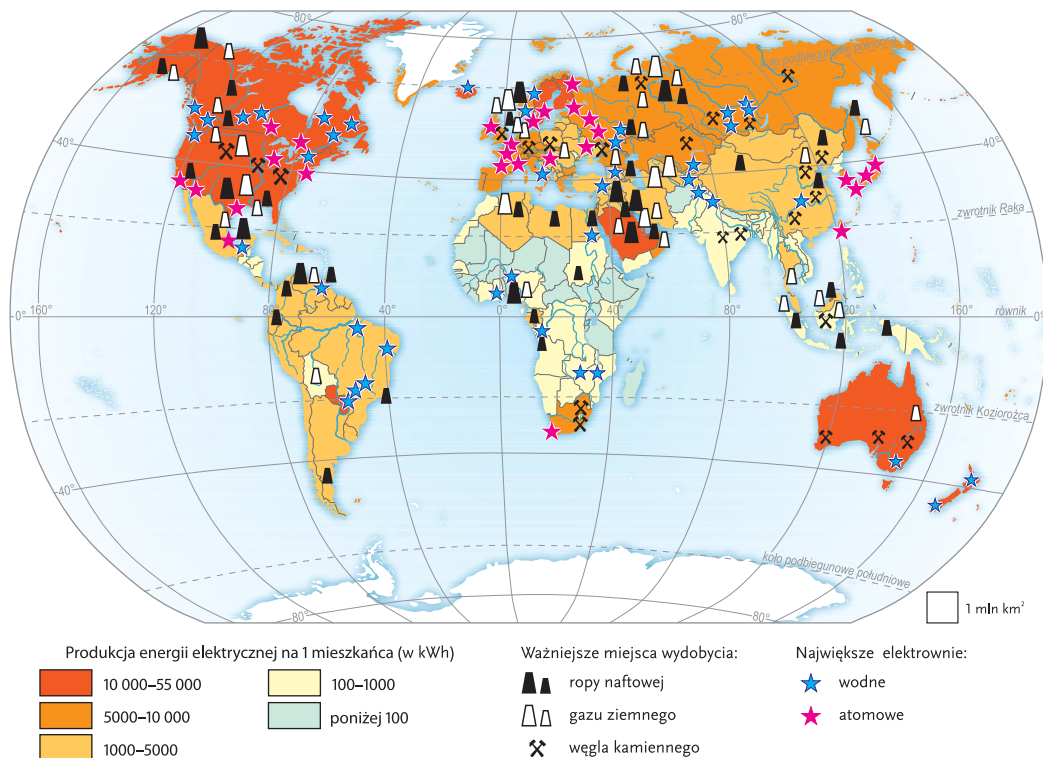 80°
80°
koło podbiegunowe północne
40°
40°
zwrotnik Raka
0°
160°
120°
80°
40°
0°
40°
80°
120°
160°
równik
0°
zwrotnik Koziorożca
40°
40°
koło podbiegunowe południowe
80°
80°
1 mln km²
Produkcja energii elektrycznej na 1 mieszkańca (w kWh)
10 000–55 000
5000–10 000
1000–5000
100–1000
poniżej 100
Ważniejsze miejsca wydobycia:
ropy naftowej
gazu ziemnego
węgla kamiennego
Największe elektrownie:
wodne
atomowe